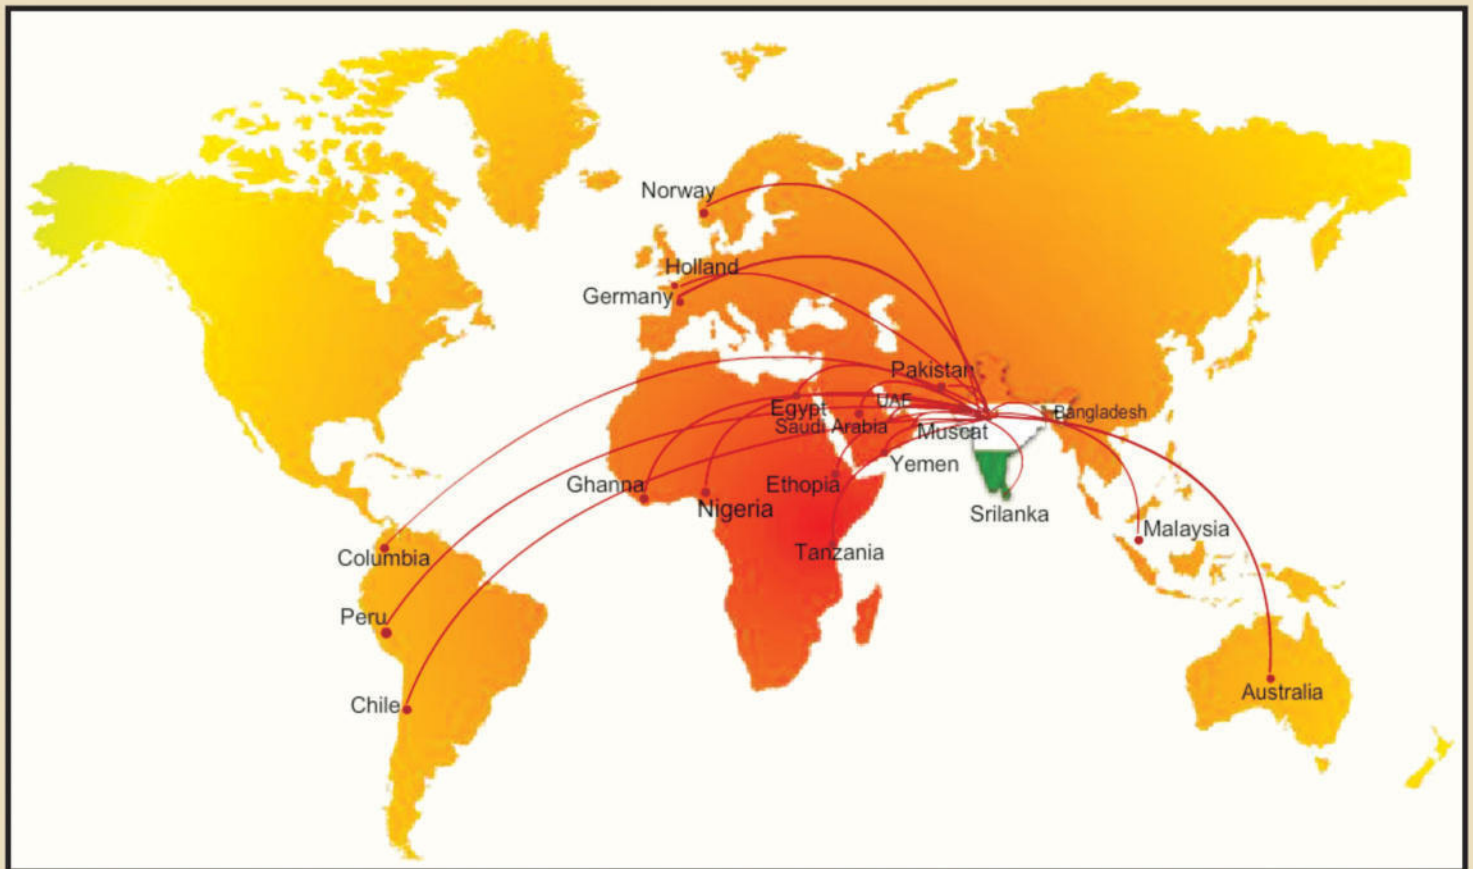 Norway
Holland
Germany
Pakistan
UAE
Egypt
Bangladesh
Saudi Arabia
Muscat
Yemen
Ghanna
Ethopia
Nigeria
Srilanka
Malaysia
Tanzania
Columbia
Peru
Australia
Chile